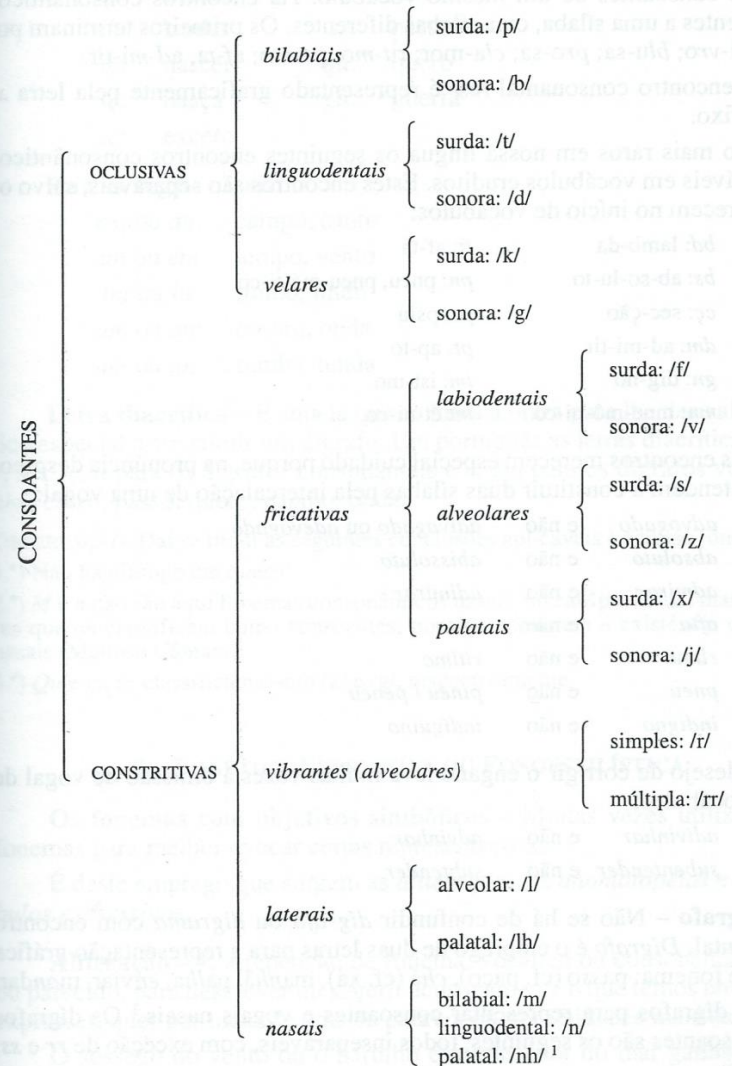 surda: /p/
bilabiais
sonora: /b/
surda: /t/
OCLUSIVAS
linguodentais
sonora: /d/
surda: /k/
velares
sonora: /g/
surda: /f/
labiodentais
sonora: /v/
CONSOANTES
surda: /s/
fricativas
alveolares
sonora: /z/
surda: /x/
palatais
sonora: /j/
simples: /r/
CONSTRITIVAS
vibrantes (alveolares)
múltipla: /rr/
alveolar: /l/
laterais
palatal: /lh/
bilabial: /m/
nasais
linguodental: /n/
palatal: /nh/ 1